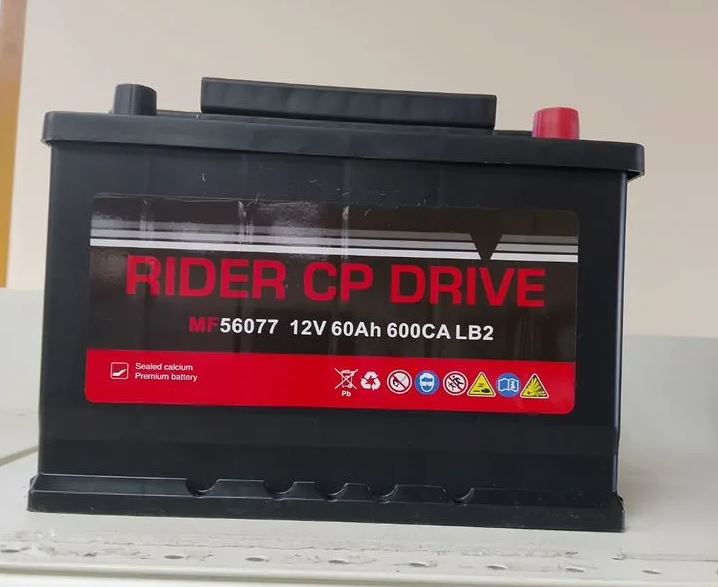 RIDER CP DRIVE
MF56077 12V 60Ah 600CA LB2
Sealed calcium
Premium battery
Pb